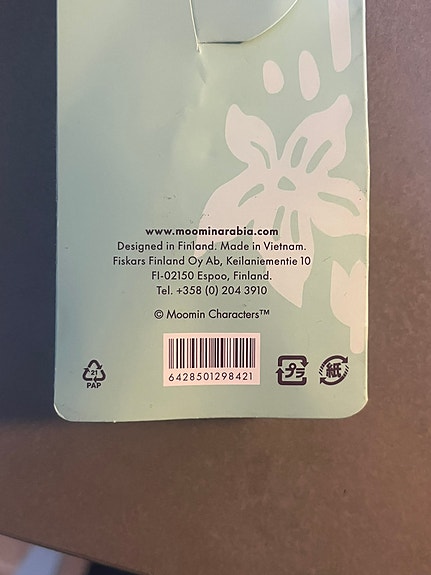 www.moominarabia.com
Designed in Finland. Made in Vietnam.
Fiskars Finland Oy Ab, Keilaniementie 10
FI-02150 Espoo, Finland.
Tel. +358 (0) 204 3910
© Moomin Characters™
6428501298421
21
PAP
プラ
紙